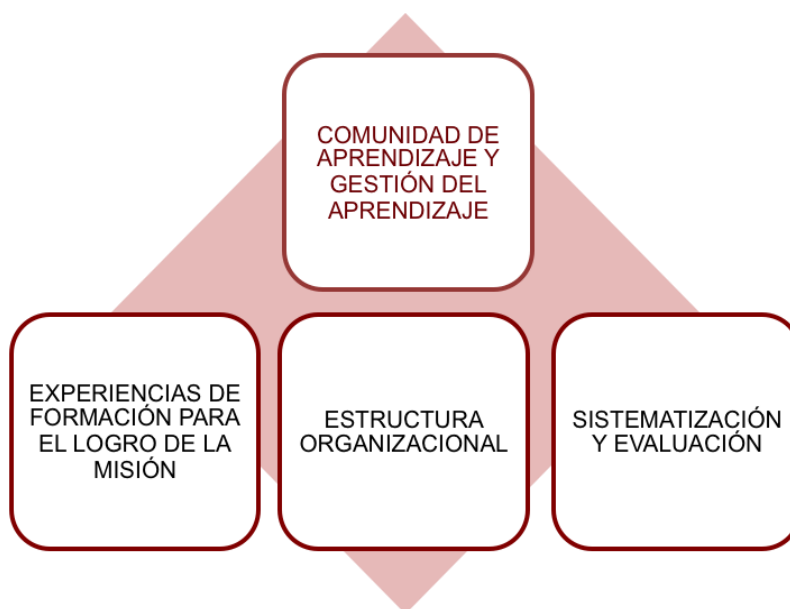 COMUNIDAD DE
APRENDIZAJE Y
GESTIÓN DEL
APRENDIZAJE
EXPERIENCIAS DE
FORMACIÓN PARA
EL LOGRO DE LA
MISIÓN
ESTRUCTURA
ORGANIZACIONAL
SISTEMATIZACIÓN
Y EVALUACIÓN